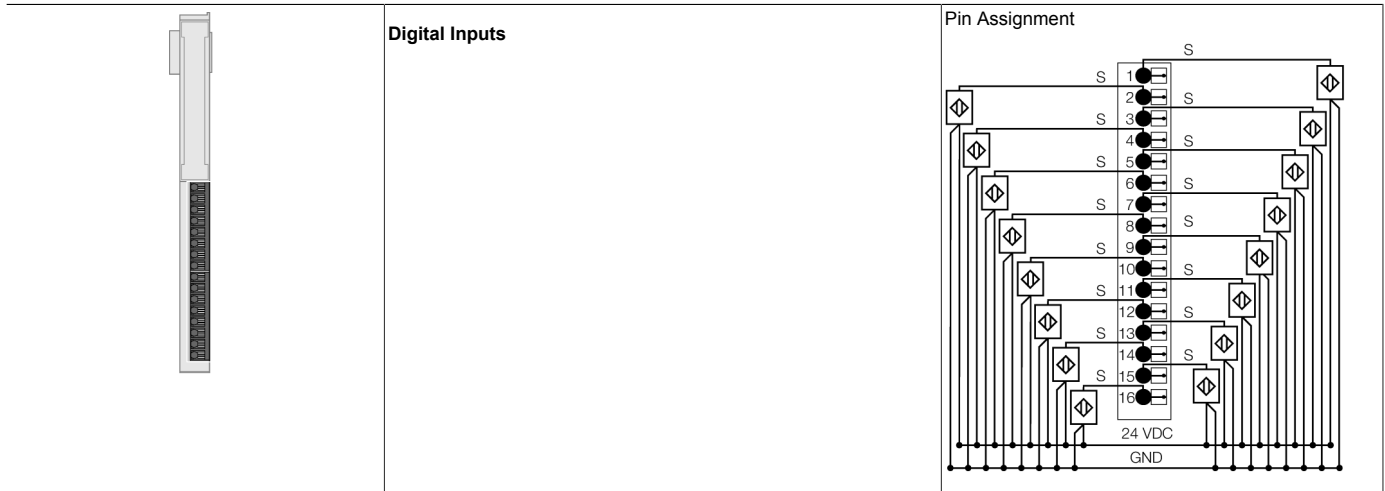 Digital Inputs
Pin Assignment
S
S 1
2 S
S 3
4 S
S 5
6 S
S 7
8 S
S 9
10 S
S 11
12 S
S 13
14 S
S 15
16
24 VDC
GND